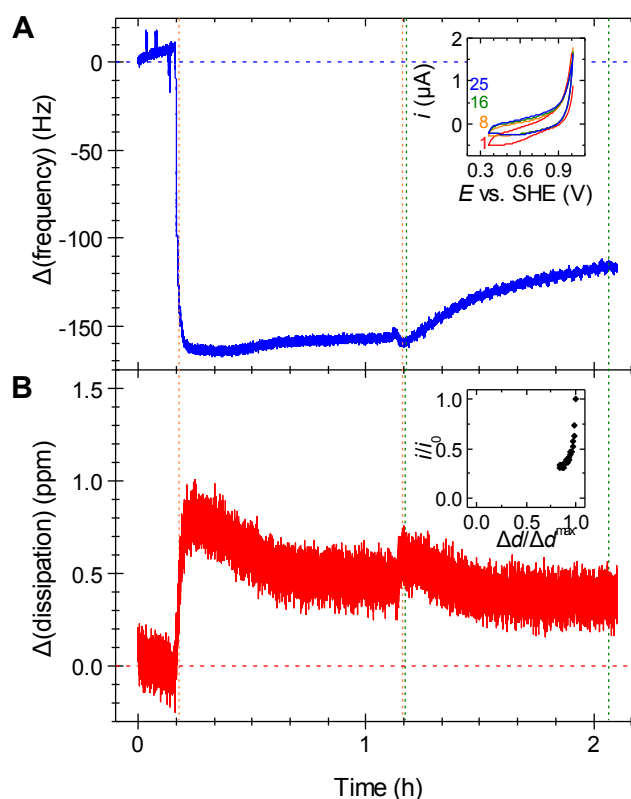 A
Δ(frequency) (Hz)
0
-50
-100
-150
i (µA)
2
1
0
25
16
8
1
0.3 0.6 0.9
E vs. SHE (V)
B
Δ(dissipation) (ppm)
1.5
1.0
0.5
0.0
i/i₀
1.0
0.5
0.0
0.0 0.5 1.0
Δd/Δdᵐᵃˣ
0 1 2
Time (h)